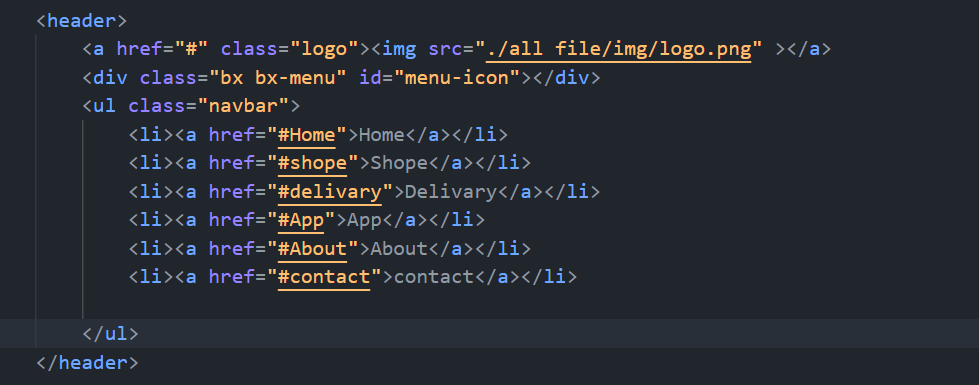 <header>
<a href="#" class="logo"><img src="./all file/img/logo.png" ></a>
<div class="bx bx-menu" id="menu-icon"></div>
<ul class="navbar">
<li><a href="#Home">Home</a></li>
<li><a href="#shope">Shope</a></li>
<li><a href="#delivary">Delivary</a></li>
<li><a href="#App">App</a></li>
<li><a href="#About">About</a></li>
<li><a href="#contact">contact</a></li>
</ul>
</header>